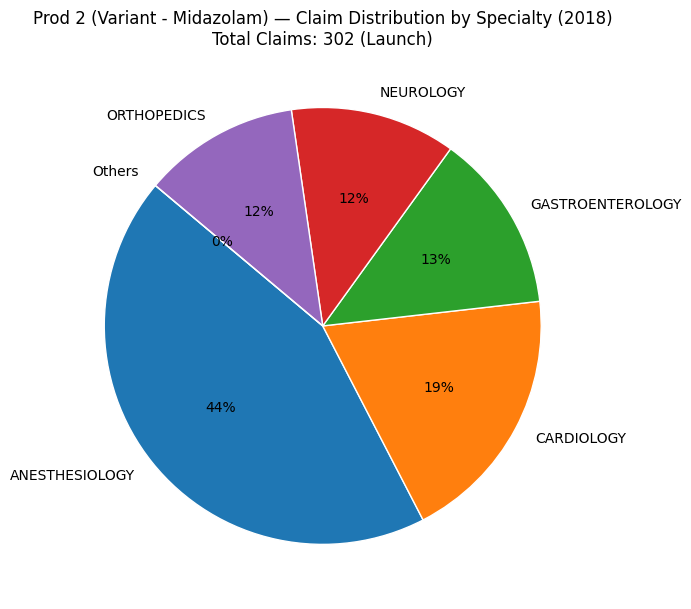 Prod 2 (Variant - Midazolam) — Claim Distribution by Specialty (2018)
Total Claims: 302 (Launch)
NEUROLOGY
ORTHOPEDICS
Others
12%
12%
GASTROENTEROLOGY
0%
13%
19%
44%
CARDIOLOGY
ANESTHESIOLOGY